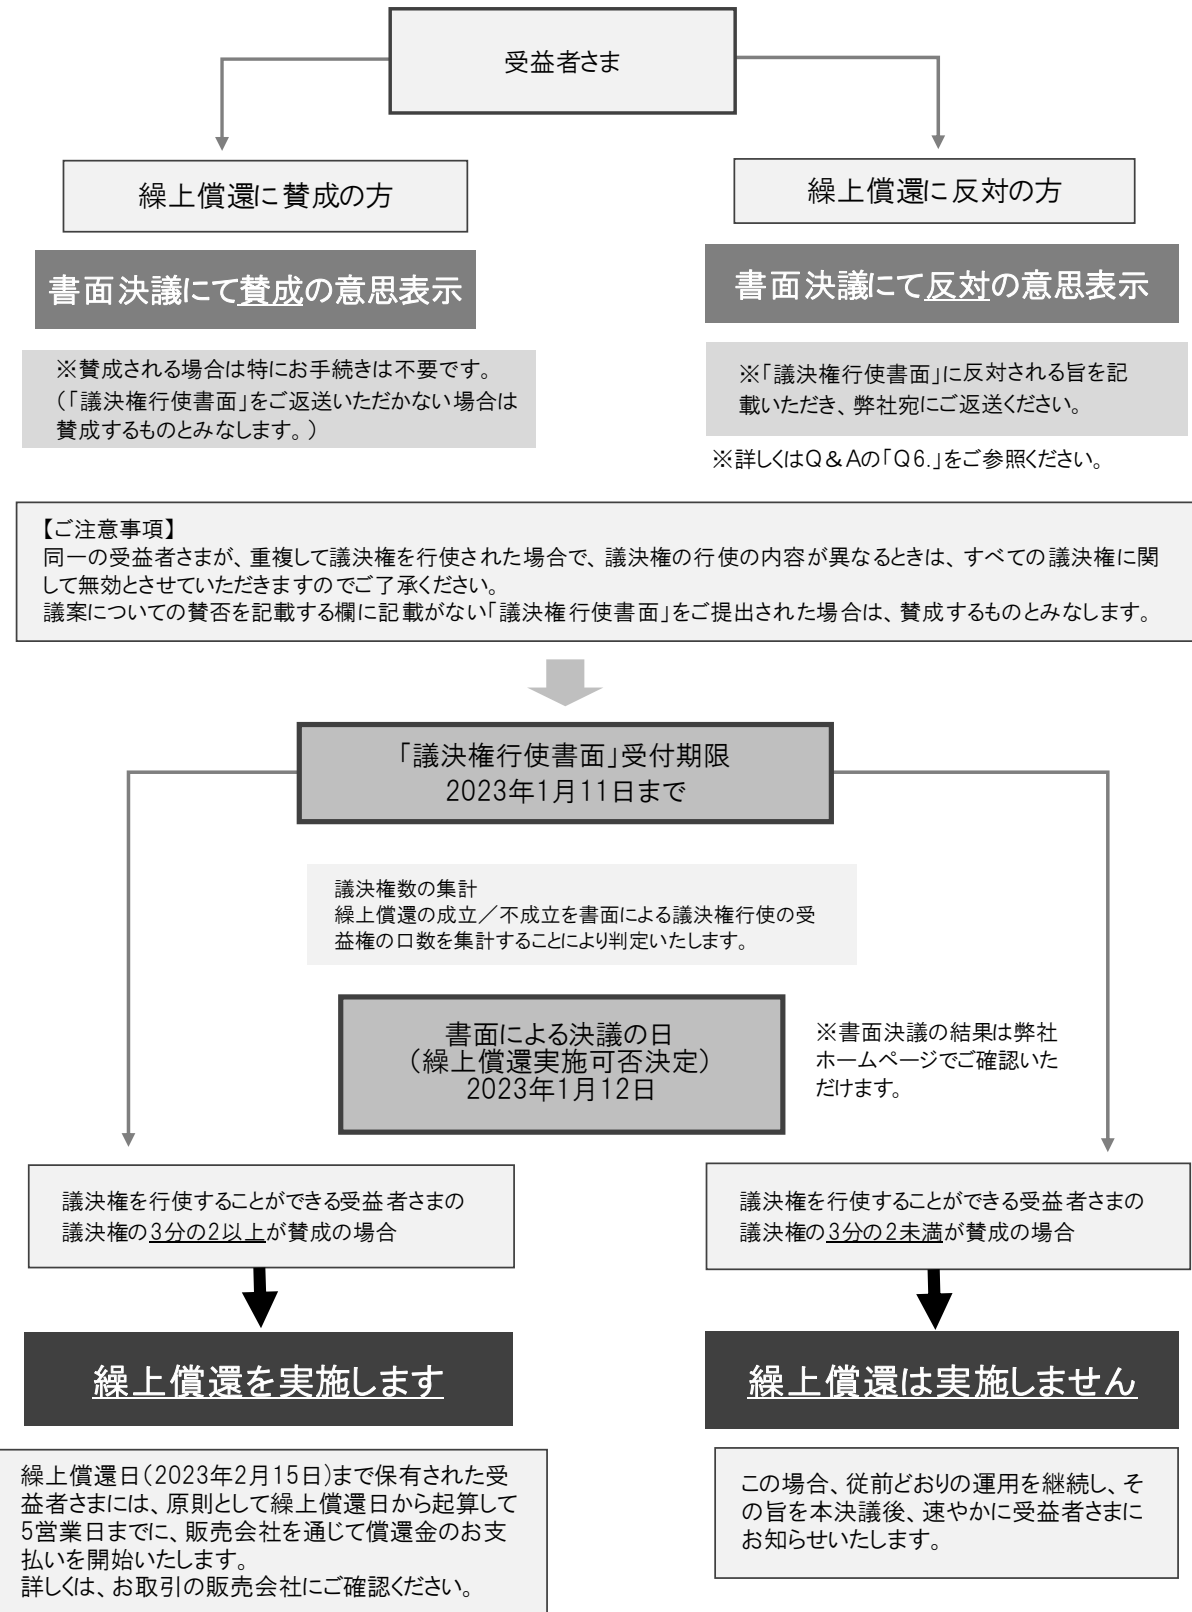 受益者さま
繰上償還に賛成の方
繰上償還に反対の方
書面決議にて賛成の意思表示
書面決議にて反対の意思表示
※賛成される場合は特にお手続きは不要です。
（「議決権行使書面」をご返送いただかない場合は
賛成するものとみなします。）
※「議決権行使書面」に反対される旨を記
載いただき、弊社宛にご返送ください。
※詳しくはQ＆Aの「Q6.」をご参照ください。
【ご注意事項】
同一の受益者さまが、重複して議決権を行使された場合で、議決権の行使の内容が異なるときは、すべての議決権に関
して無効とさせていただきますのでご了承ください。
議案についての賛否を記載する欄に記載がない「議決権行使書面」をご提出された場合は、賛成するものとみなします。
「議決権行使書面」受付期限
2023年1月11日まで
議決権数の集計
繰上償還の成立／不成立を書面による議決権行使の受
益権の口数を集計することにより判定いたします。
書面による決議の日
（繰上償還実施可否決定）
2023年1月12日
※書面決議の結果は弊社
ホームページでご確認いた
だけます。
議決権を行使することができる受益者さまの
議決権の3分の2以上が賛成の場合
議決権を行使することができる受益者さまの
議決権の3分の2未満が賛成の場合
繰上償還を実施します
繰上償還は実施しません
繰上償還日（2023年2月15日）まで保有された受
益者さまには、原則として繰上償還日から起算して
5営業日までに、販売会社を通じて償還金のお支
払いを開始いたします。
詳しくは、お取引の販売会社にご確認ください。
この場合、従前どおりの運用を継続し、そ
の旨を本決議後、速やかに受益者さまに
お知らせいたします。